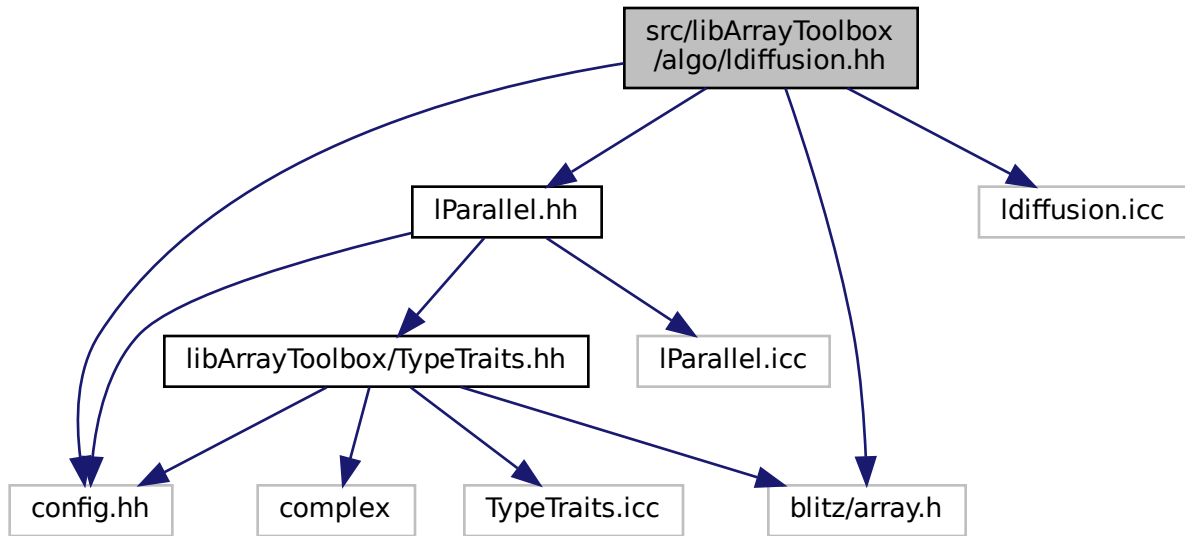 src/libArrayToolbox
/algo/ldiffusion.hh
lParallel.hh
ldiffusion.icc
libArrayToolbox/TypeTraits.hh
lParallel.icc
config.hh
complex
TypeTraits.icc
blitz/array.h